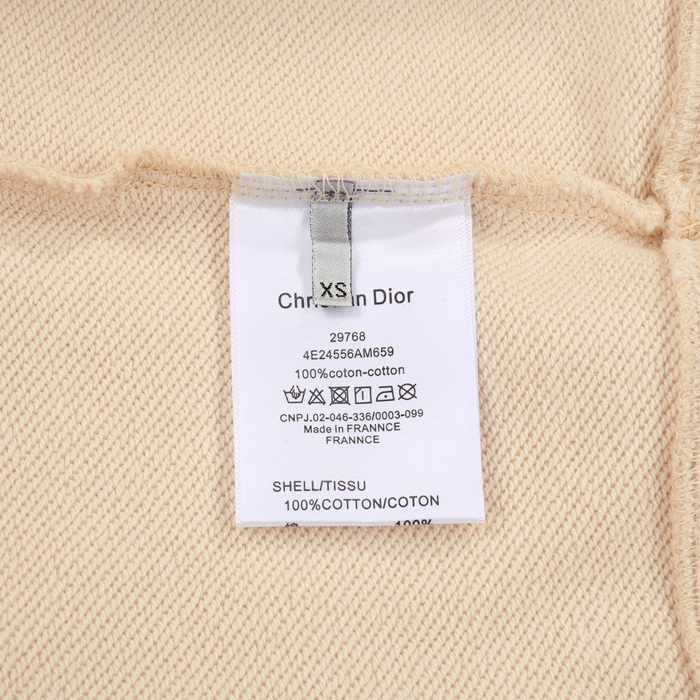 XS
Chr n Dior
29768
4E24556AM659
100%coton-cotton
CNPJ.02-046-336/0003-099
Made In FRANNCE
FRANNCE
SHELL/TISSU
100%COTTON/COTON
100%